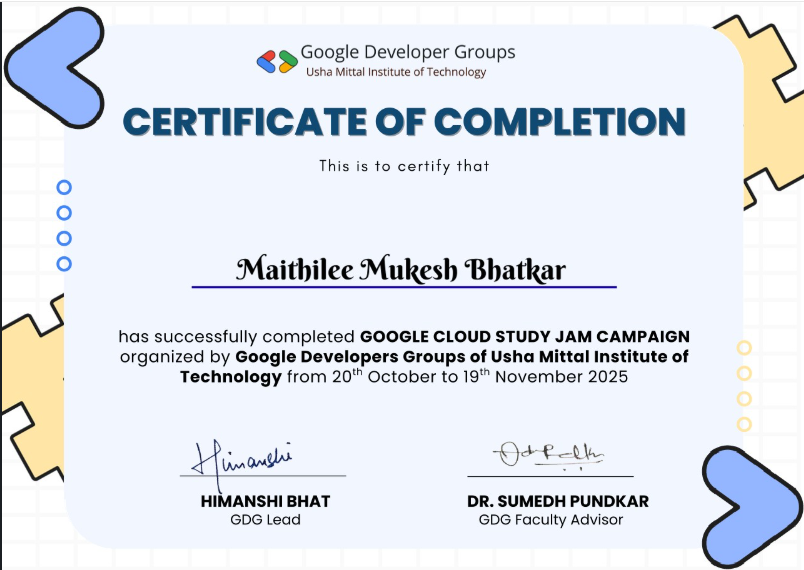 Google Developer Groups
Usha Mittal Institute of Technology
CERTIFICATE OF COMPLETION
This is to certify that
Maithilee Mukesh Bhatkar
has successfully completed GOOGLE CLOUD STUDY JAM CAMPAIGN
organized by Google Developers Groups of Usha Mittal Institute of
Technology from 20th October to 19th November 2025
Himanshi
HIMANSHI BHAT
GDG Lead
DR. SUMEDH PUNDKAR
GDG Faculty Advisor